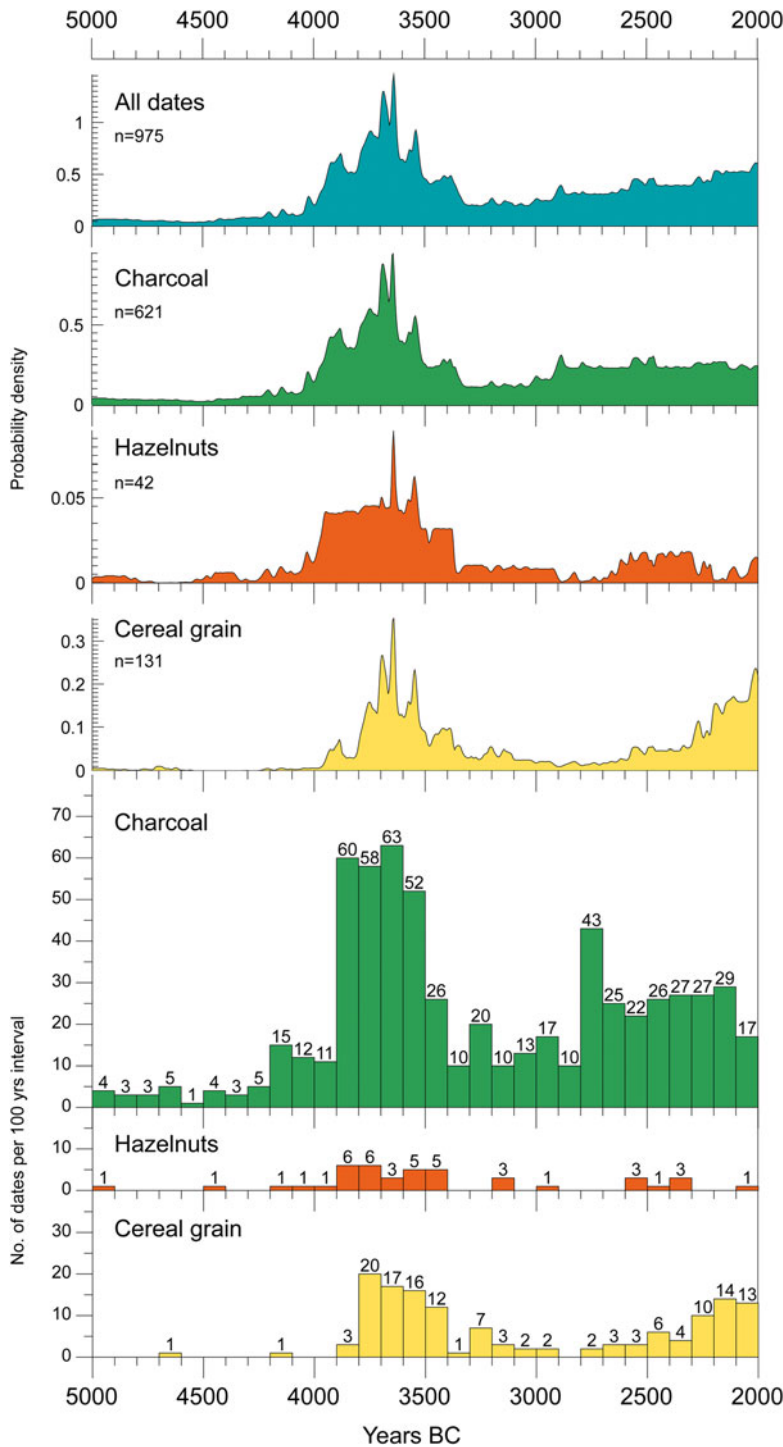 5000 4500 4000 3500 3000 2500 2000
All dates
n=975
1
0.5
0
Charcoal
n=621
0.5
0
Hazelnuts
n=42
0.05
0
Cereal grain
n=131
0.3
0.2
0.1
0
Probability density
Charcoal
70
60
50
40
30
20
10
0
4 3 3 5 1 4 3 5 15 12 11 60 58 63 52 26 10 20 10 13 17 10 43 25 22 26 27 27 29 17
Hazelnuts
10
0
1 1 1 1 1 6 6 3 5 5 3 1 3 1 3 1
Cereal grain
30
20
10
0
1 1 3 20 17 16 12 1 7 3 2 2 2 3 3 6 4 10 14 13
No. of dates per 100 yrs interval
5000 4500 4000 3500 3000 2500 2000
Years BC